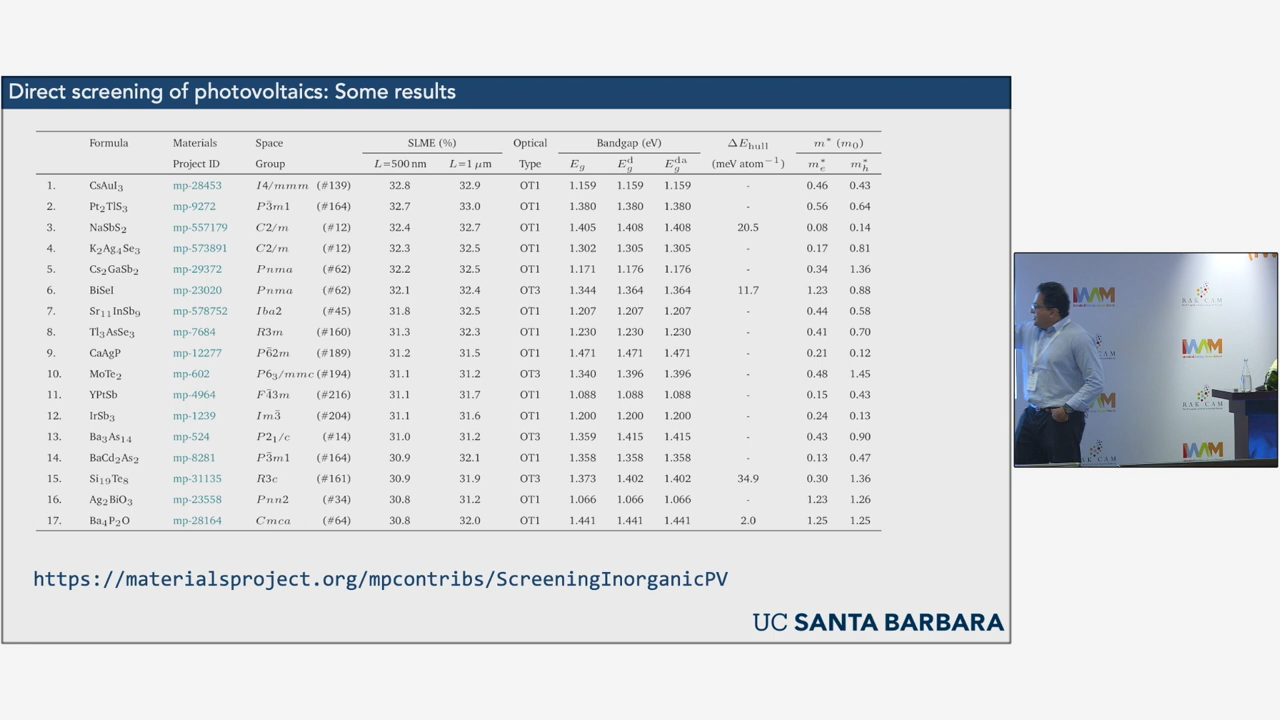 Direct screening of photovoltaics: Some results
Formula Materials Space SLME (%) Optical Bandgap (eV) ΔE_hull m* (m₀)
Project ID Group L=500 nm L=1 μm Type E_g E_g^d E_g^da (meV atom⁻¹) m*_e m*_h
1. CsAuI₃ mp-28453 I4/mmm (#139) 32.8 32.9 OT1 1.159 1.159 1.159 - 0.46 0.43
2. Pt₂TlS₃ mp-9272 P3̄m1 (#164) 32.7 33.0 OT1 1.380 1.380 1.380 - 0.56 0.64
3. NaSbS₂ mp-557179 C2/m (#12) 32.4 32.7 OT1 1.405 1.408 1.408 20.5 0.08 0.14
4. K₂Ag₄Se₃ mp-573891 C2/m (#12) 32.3 32.5 OT1 1.302 1.305 1.305 - 0.17 0.81
5. Cs₂GaSb₂ mp-29372 Pnma (#62) 32.2 32.5 OT1 1.171 1.176 1.176 - 0.34 1.36
6. BiSeI mp-23020 Pnma (#62) 32.1 32.4 OT3 1.344 1.364 1.364 11.7 1.23 0.88
7. Sr₁₁InSb₉ mp-578752 Iba2 (#45) 31.8 32.5 OT1 1.207 1.207 1.207 - 0.44 0.58
8. Tl₃AsSe₃ mp-7684 R3m (#160) 31.3 32.3 OT1 1.230 1.230 1.230 - 0.41 0.70
9. CaAgP mp-12277 P6̄2m (#189) 31.2 31.5 OT1 1.471 1.471 1.471 - 0.21 0.12
10. MoTe₂ mp-602 P6₃/mmc (#194) 31.1 31.2 OT3 1.340 1.396 1.396 - 0.48 1.45
11. YPtSb mp-4964 F4̄3m (#216) 31.1 31.7 OT1 1.088 1.088 1.088 - 0.15 0.43
12. IrSb₃ mp-1239 Im3̄ (#204) 31.1 31.6 OT1 1.200 1.200 1.200 - 0.24 0.13
13. Ba₃As₁₄ mp-524 P2₁/c (#14) 31.0 31.2 OT3 1.359 1.415 1.415 - 0.43 0.90
14. BaCd₂As₂ mp-8281 P3̄m1 (#164) 30.9 32.1 OT1 1.358 1.358 1.358 - 0.13 0.47
15. Si₁₉Te₈ mp-31135 R3c (#161) 30.9 31.9 OT3 1.373 1.402 1.402 34.9 0.30 1.36
16. Ag₂BiO₃ mp-23558 Pnn2 (#34) 30.8 31.2 OT1 1.066 1.066 1.066 - 1.23 1.26
17. Ba₄P₂O mp-28164 Cmca (#64) 30.8 32.0 OT1 1.441 1.441 1.441 2.0 1.25 1.25
https://materialsproject.org/mpcontribs/ScreeningInorganicPV
UC SANTA BARBARA
IAAM
RAK CAM
IAAM
RAK CAM
IAAM